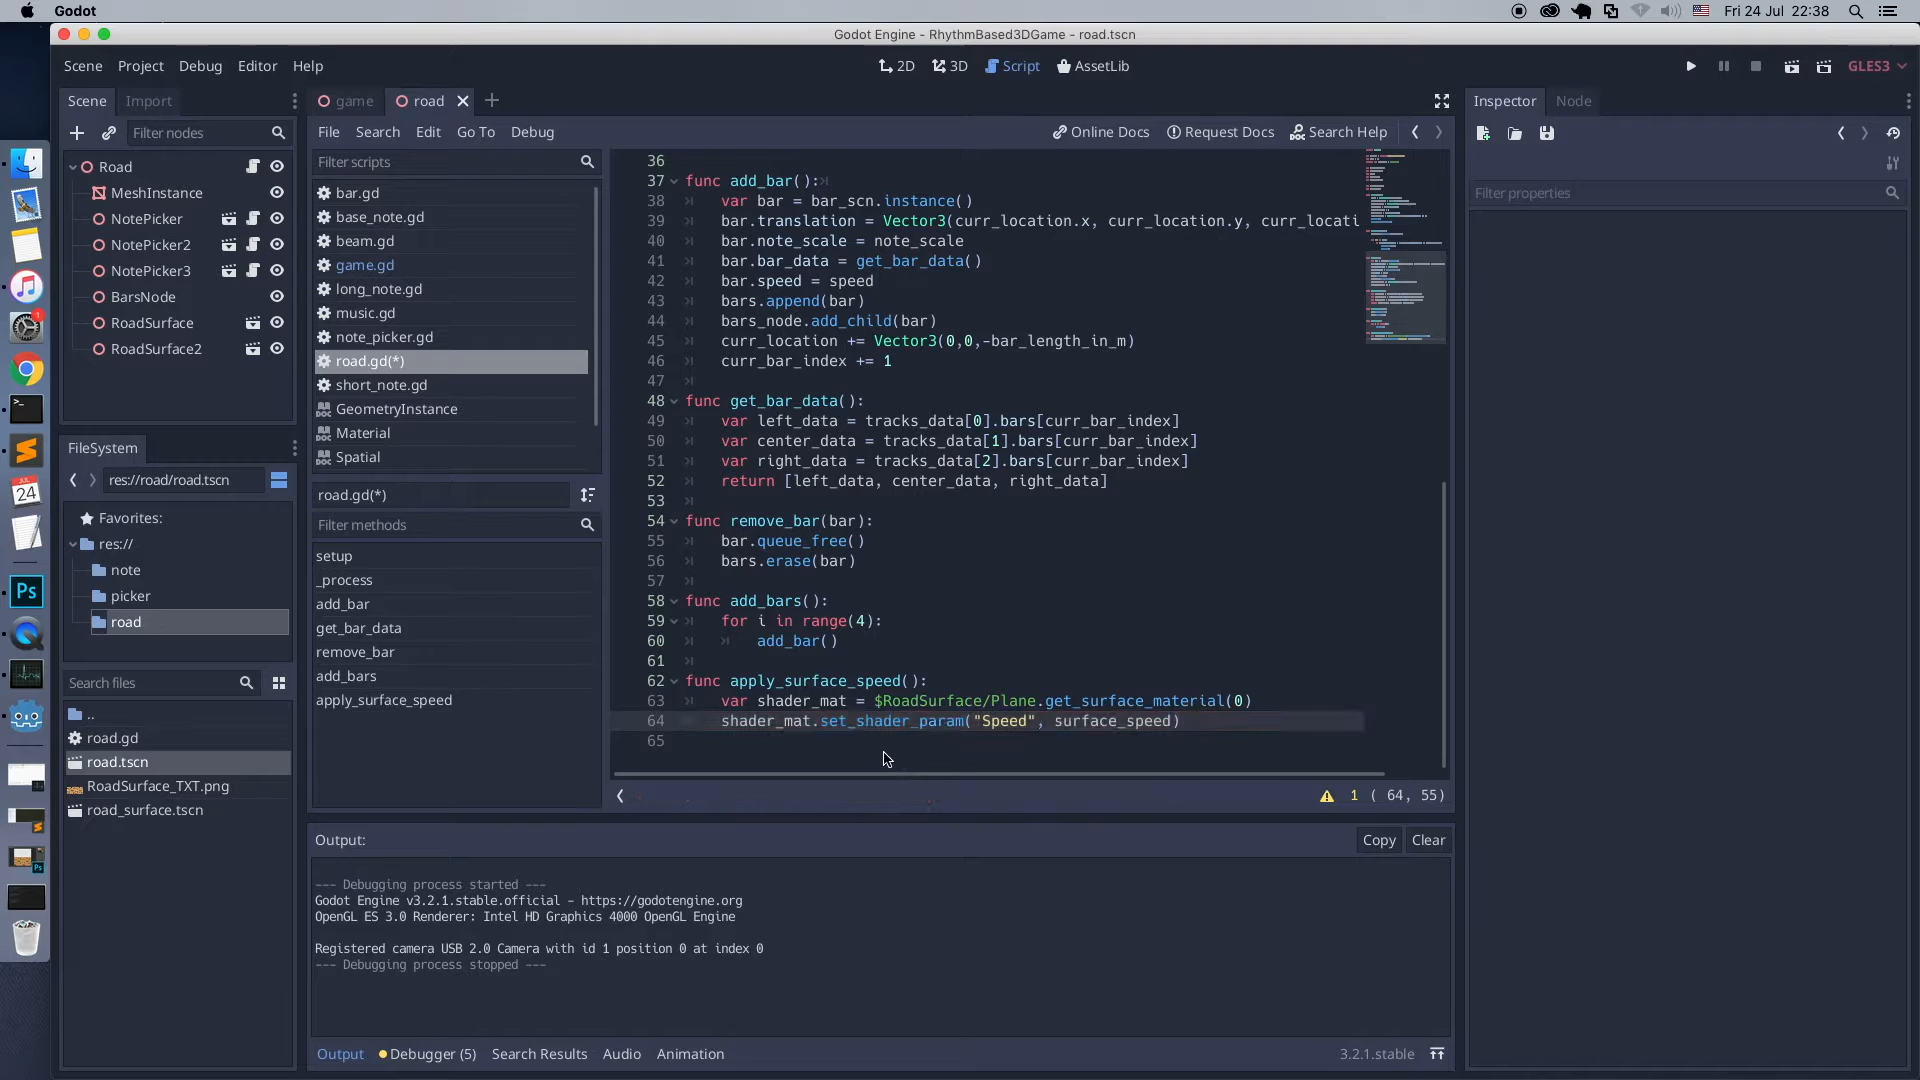 Godot
Fri 24 Jul 22:38
Godot Engine - RhythmBased3DGame - road.tscn
Scene Project Debug Editor Help
2D 3D Script AssetLib
GLES3
Scene Import
game road
Inspector Node
Filter nodes
File Search Edit Go To Debug
Online Docs Request Docs Search Help
Filter scripts
Filter properties
Road
MeshInstance
NotePicker
NotePicker2
NotePicker3
BarsNode
RoadSurface
RoadSurface2
bar.gd
base_note.gd
beam.gd
game.gd
long_note.gd
music.gd
note_picker.gd
road.gd(*)
short_note.gd
GeometryInstance
Material
Spatial
road.gd(*)
Filter methods
setup
_process
add_bar
get_bar_data
remove_bar
add_bars
apply_surface_speed
36
37 func add_bar():
38 var bar = bar_scn.instance()
39 bar.translation = Vector3(curr_location.x, curr_location.y, curr_locati
40 bar.note_scale = note_scale
41 bar.bar_data = get_bar_data()
42 bar.speed = speed
43 bars.append(bar)
44 bars_node.add_child(bar)
45 curr_location += Vector3(0,0,-bar_length_in_m)
46 curr_bar_index += 1
47
48 func get_bar_data():
49 var left_data = tracks_data[0].bars[curr_bar_index]
50 var center_data = tracks_data[1].bars[curr_bar_index]
51 var right_data = tracks_data[2].bars[curr_bar_index]
52 return [left_data, center_data, right_data]
53
54 func remove_bar(bar):
55 bar.queue_free()
56 bars.erase(bar)
57
58 func add_bars():
59 for i in range(4):
60 add_bar()
61
62 func apply_surface_speed():
63 var shader_mat = $RoadSurface/Plane.get_surface_material(0)
64 shader_mat.set_shader_param("Speed", surface_speed)
65
1 ( 64, 55)
FileSystem
res://road/road.tscn
Favorites:
res://
note
picker
road
Search files
..
road.gd
road.tscn
RoadSurface_TXT.png
road_surface.tscn
Output:
Copy Clear
--- Debugging process started ---
Godot Engine v3.2.1.stable.official - https://godotengine.org
OpenGL ES 3.0 Renderer: Intel HD Graphics 4000 OpenGL Engine
Registered camera USB 2.0 Camera with id 1 position 0 at index 0
--- Debugging process stopped ---
Output Debugger (5) Search Results Audio Animation
3.2.1.stable
1
JUL
24
Ps